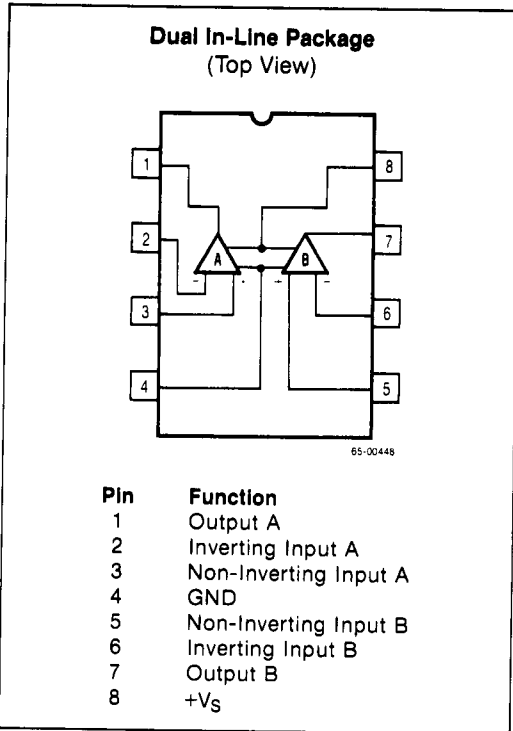 Dual In-Line Package
(Top View)
1
8
2
A
B
7
- + + -
3
6
4
5
65-00448
Pin Function
1 Output A
2 Inverting Input A
3 Non-Inverting Input A
4 GND
5 Non-Inverting Input B
6 Inverting Input B
7 Output B
8 +VS